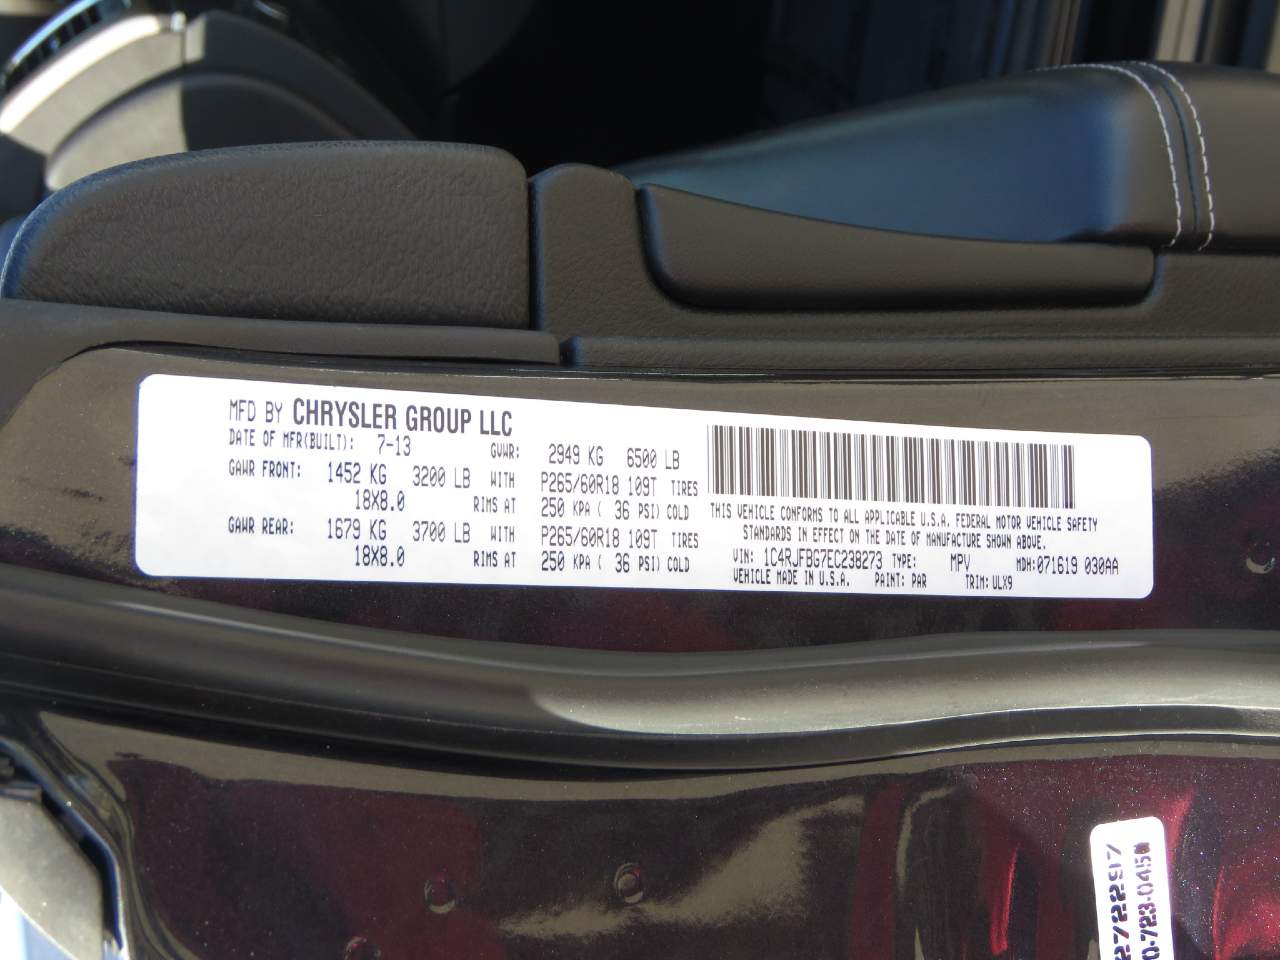 MFD BY CHRYSLER GROUP LLC
DATE OF MFR(BUILT): 7-13 GVWR: 2949 KG 6500 LB
GAWR FRONT: 1452 KG 3200 LB WITH P265/60R18 109T TIRES
18X8.0 RIMS AT 250 KPA ( 36 PSI) COLD
GAWR REAR: 1679 KG 3700 LB WITH P265/60R18 109T TIRES
18X8.0 RIMS AT 250 KPA ( 36 PSI) COLD
THIS VEHICLE CONFORMS TO ALL APPLICABLE U.S.A. FEDERAL MOTOR VEHICLE SAFETY
STANDARDS IN EFFECT ON THE DATE OF MANUFACTURE SHOWN ABOVE.
VIN: 1C4RJFBG7EC238273 TYPE: MPV MDH: 071619 030AA
VEHICLE MADE IN U.S.A. PAINT: PAR TRIM: ULX9
272297
0-723-045